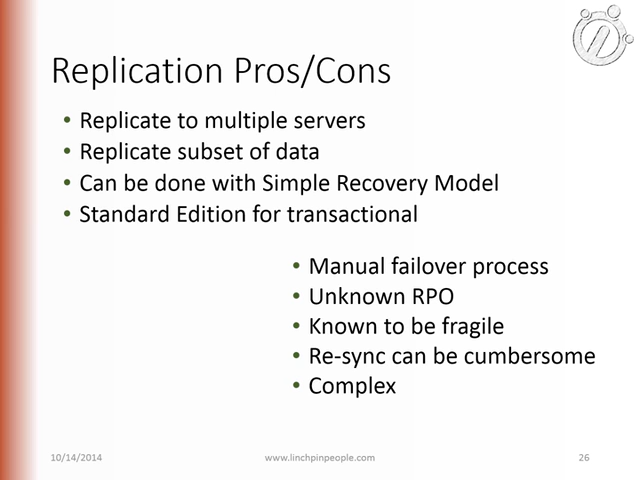 Replication Pros/Cons
• Replicate to multiple servers
• Replicate subset of data
• Can be done with Simple Recovery Model
• Standard Edition for transactional
• Manual failover process
• Unknown RPO
• Known to be fragile
• Re-sync can be cumbersome
• Complex
10/14/2014
www.linchpinpeople.com
26